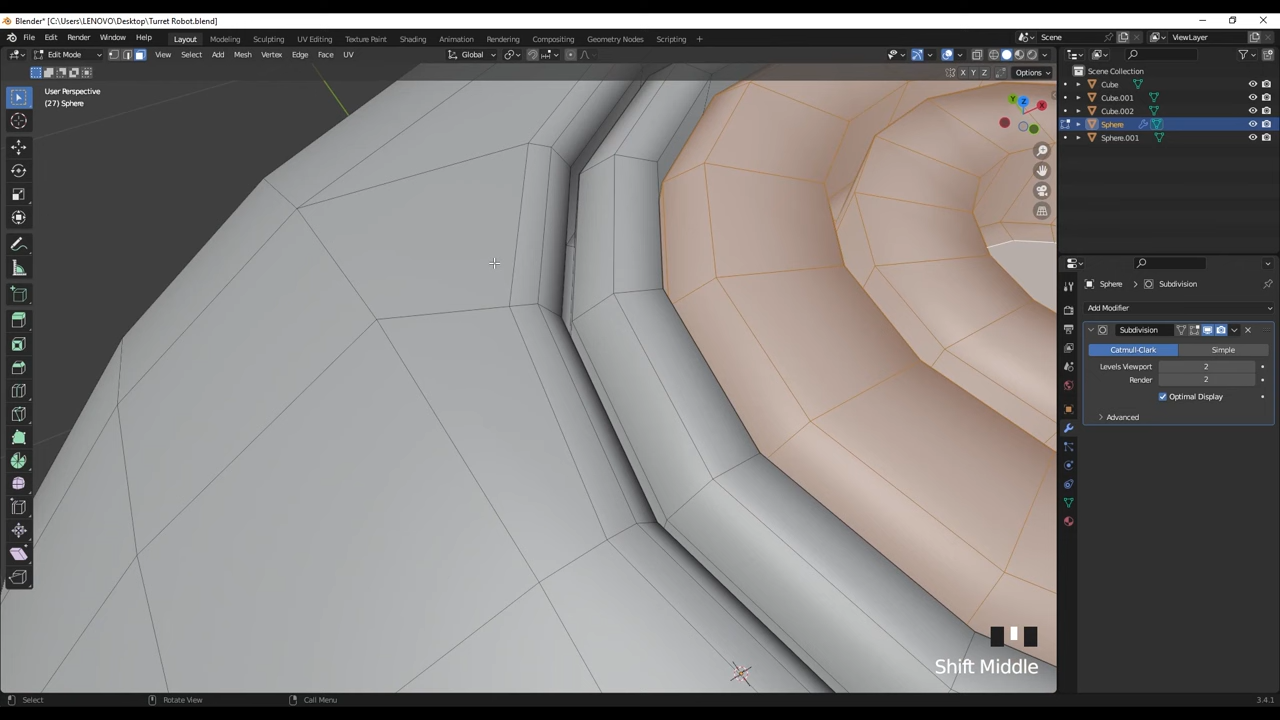 Blender* [C:\Users\LENOVO\Desktop\Turret Robot.blend]
File Edit Render Window Help Layout Modeling Sculpting UV Editing Texture Paint Shading Animation Rendering Compositing Geometry Nodes Scripting + Scene ViewLayer
Edit Mode View Select Add Mesh Vertex Edge Face UV Global
X Y Z Options
User Perspective
(27) Sphere
Scene Collection
Cube
Cube.001
Cube.002
Sphere
Sphere.001
Sphere Subdivision
Add Modifier
Subdivision
Catmull-Clark Simple
Levels Viewport 2
Render 2
Optimal Display
Advanced
Shift Middle
Select Rotate View Call Menu 3.4.1